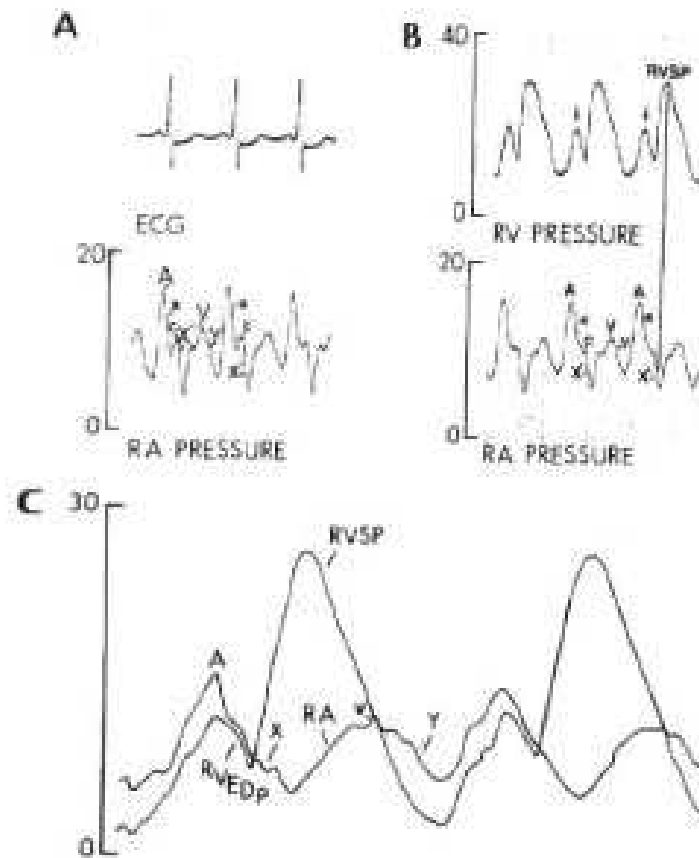 A
B
40
RVSP
0
RV PRESSURE
ECG
20
A
X
V
Y
X
0
RA PRESSURE
20
A
A
V
Y
X
X
0
RA PRESSURE
C
30
RVSP
A
X
RA
V
Y
RVEDP
0